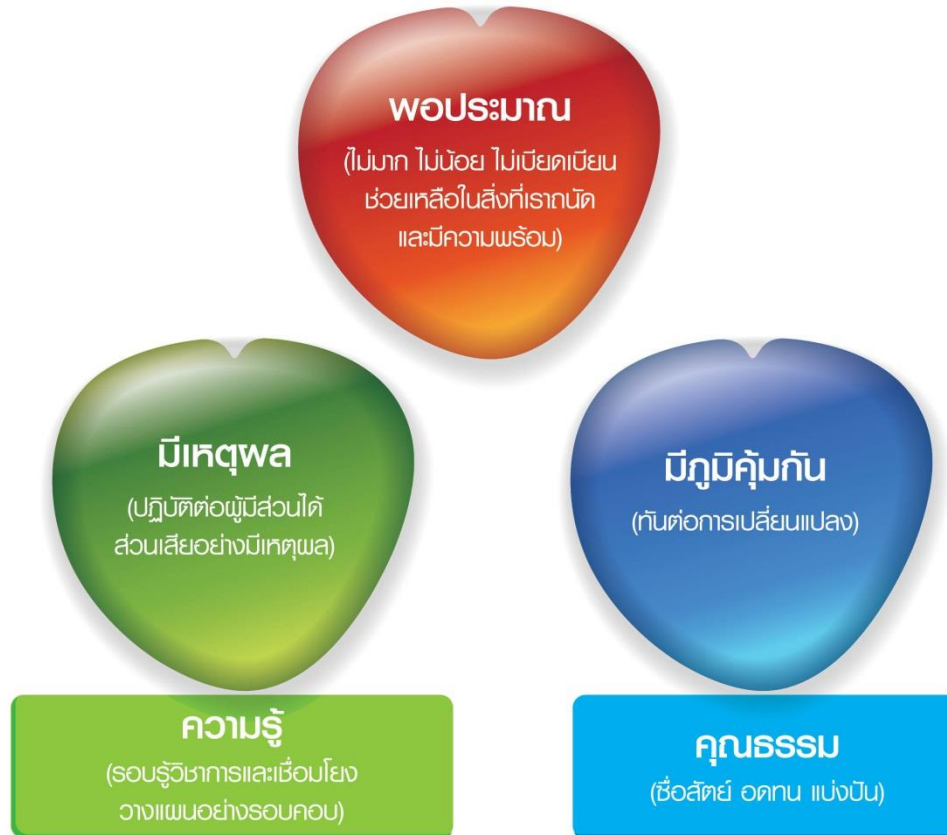 พอประมาณ
(ไม่มาก ไม่น้อย ไม่เบียดเบียน
ช่วยเหลือในสิ่งที่เราถนัด
และมีความพร้อม)
มีเหตุผล
(ปฏิบัติต่อผู้มีส่วนได้
ส่วนเสียอย่างมีเหตุผล)
มีภูมิคุ้มกัน
(ทันต่อการเปลี่ยนแปลง)
ความรู้
(รอบรู้วิชาการและเชื่อมโยง
วางแผนอย่างรอบคอบ)
คุณธรรม
(ซื่อสัตย์ อดทน แบ่งปัน)